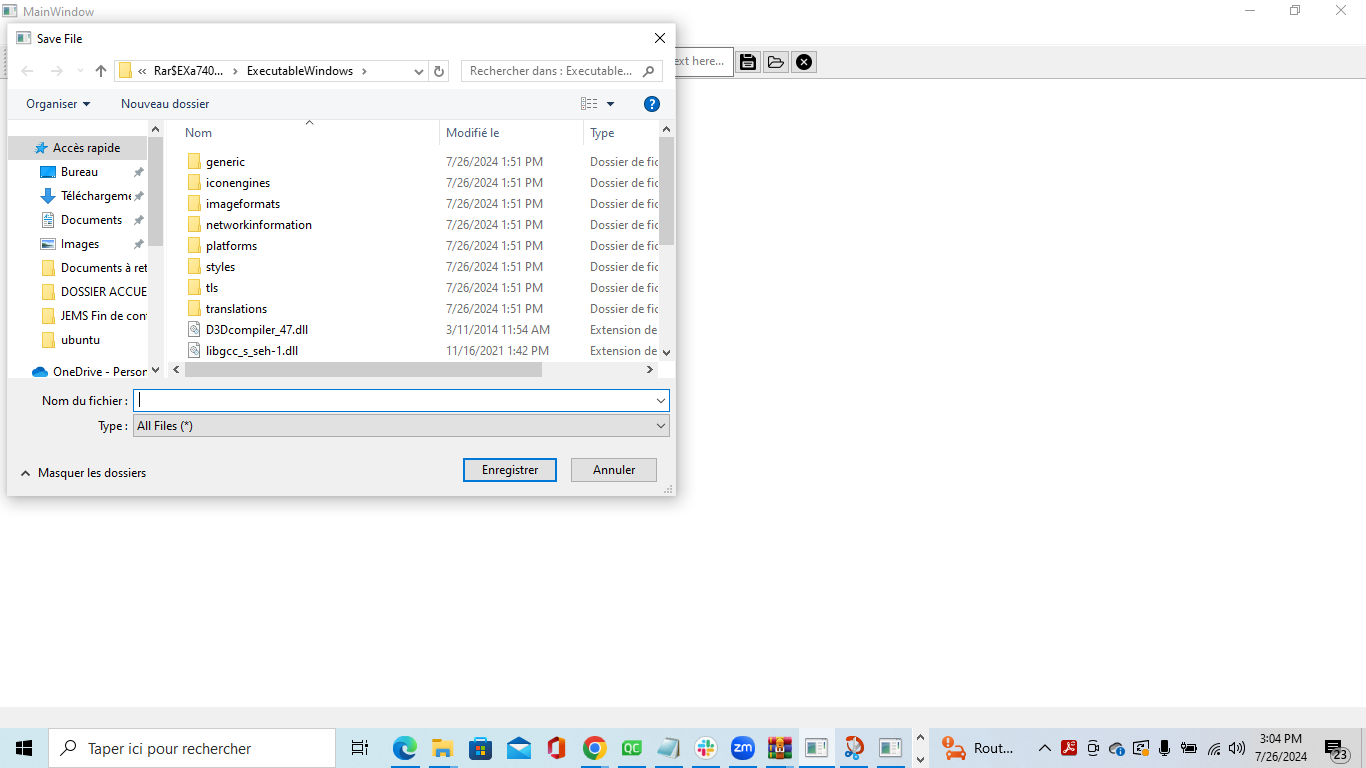 MainWindow
Save File
ext here...
« Rar$EXa740... › ExecutableWindows ›
Rechercher dans : Executable...
Organiser
Nouveau dossier
?
Nom
Modifié le
Type
Accès rapide
Bureau
Téléchargeme
Documents
Images
Documents à ret
DOSSIER ACCUE
JEMS Fin de con
ubuntu
OneDrive - Person
generic 7/26/2024 1:51 PM Dossier de fic
iconengines 7/26/2024 1:51 PM Dossier de fic
imageformats 7/26/2024 1:51 PM Dossier de fic
networkinformation 7/26/2024 1:51 PM Dossier de fic
platforms 7/26/2024 1:51 PM Dossier de fic
styles 7/26/2024 1:51 PM Dossier de fic
tls 7/26/2024 1:51 PM Dossier de fic
translations 7/26/2024 1:51 PM Dossier de fic
D3Dcompiler_47.dll 3/11/2014 11:54 AM Extension de
libgcc_s_seh-1.dll 11/16/2021 1:42 PM Extension de
Nom du fichier :
Type : All Files (*)
Masquer les dossiers
Enregistrer
Annuler
Taper ici pour rechercher
QC
zm
Rout...
3:04 PM
7/26/2024
23